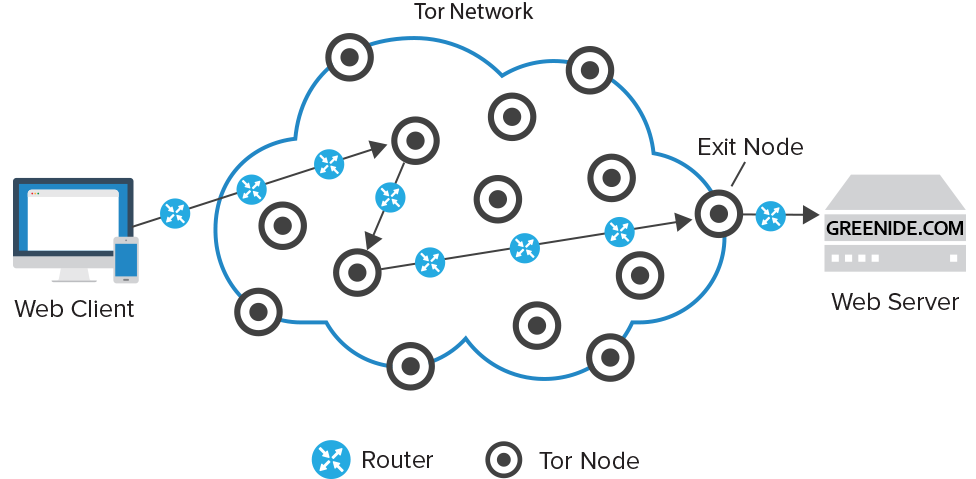 Tor Network
Exit Node
GREENIDE.COM
Web Client
Web Server
Router
Tor Node